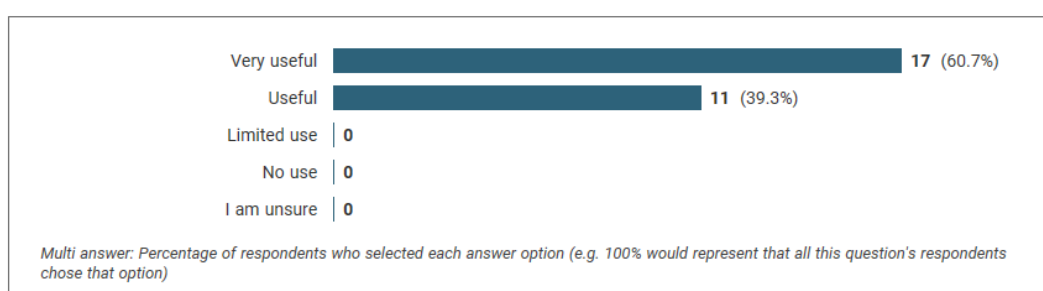 Very useful 17 (60.7%)
Useful 11 (39.3%)
Limited use 0
No use 0
I am unsure 0
Multi answer: Percentage of respondents who selected each answer option (e.g. 100% would represent that all this question's respondents
chose that option)